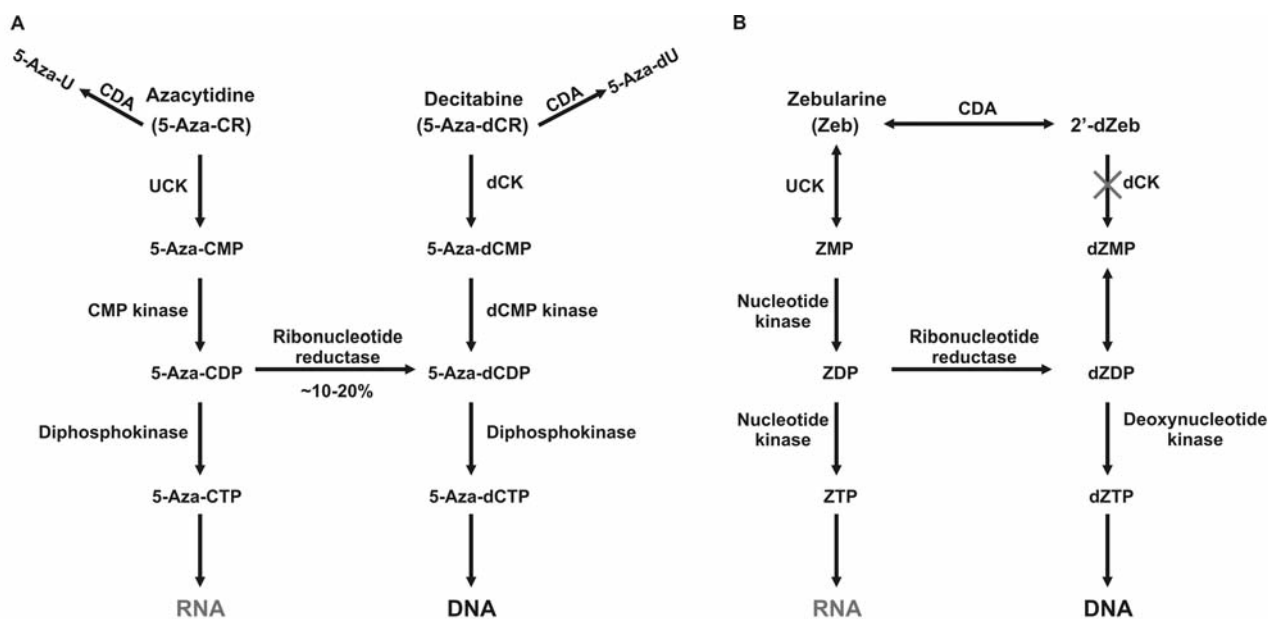 A
5-Aza-U
CDA
Azacytidine
(5-Aza-CR)
Decitabine
(5-Aza-dCR)
CDA
5-Aza-dU
UCK
dCK
5-Aza-CMP
5-Aza-dCMP
CMP kinase
dCMP kinase
Ribonucleotide
reductase
5-Aza-CDP
5-Aza-dCDP
~10-20%
Diphosphokinase
Diphosphokinase
5-Aza-CTP
5-Aza-dCTP
RNA
DNA
B
Zebularine
(Zeb)
CDA
2'-dZeb
UCK
dCK
ZMP
dZMP
Nucleotide
kinase
Ribonucleotide
reductase
ZDP
dZDP
Nucleotide
kinase
Deoxynucleotide
kinase
ZTP
dZTP
RNA
DNA